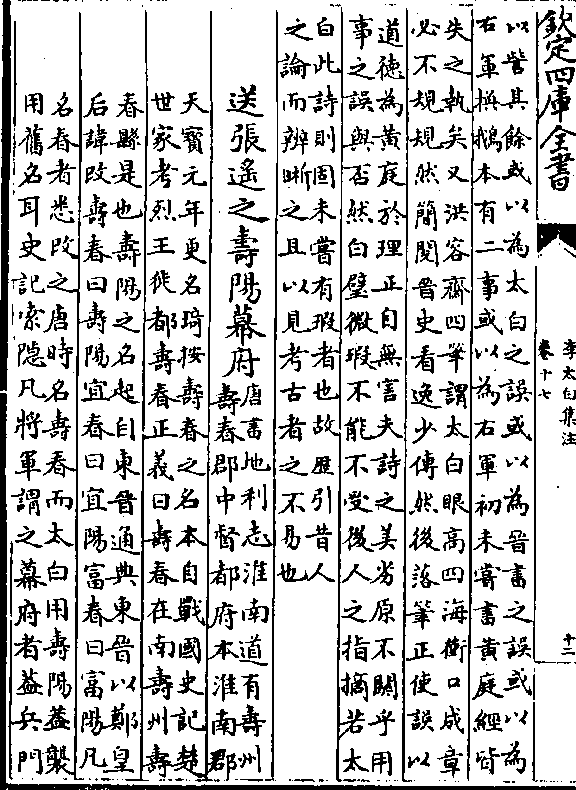 欽定四庫全書
李太白集注
卷十七
十二
以訾其餘或以為太白之誤或以為晉書之誤或以為
右軍換鵝本有二事或以為右軍初未嘗書黃庭經皆
失之執矣又洪容齋四筆謂太白眼高四海衝口成章
必不規規然簡閱晉史看逸少傳然後落筆正使誤以
道德為黃庭於理正自無害夫詩之美劣原不關乎用
事之誤與否然白璧微瑕不能不受後人之指摘若太
白此詩則固未嘗有瑕者也故歴引昔人
之論而辨晰之且以見考古者之不易也
送張遙之壽陽幕府
唐書地利志淮南道有壽州
壽春郡中督都府本淮南郡
天寶元年更名琦按壽春之名本自戰國史記楚
世家考烈王徙都壽春正義曰壽春在南壽州壽
春縣是也壽陽之名起自東晉通典東晉以鄭皇
后諱改壽春曰壽陽宜春曰宜陽富春曰富陽凡
名春者悉改之唐時名壽春而太白用壽陽葢襲
用舊名耳史記索隱凡將軍謂之幕府者葢兵門